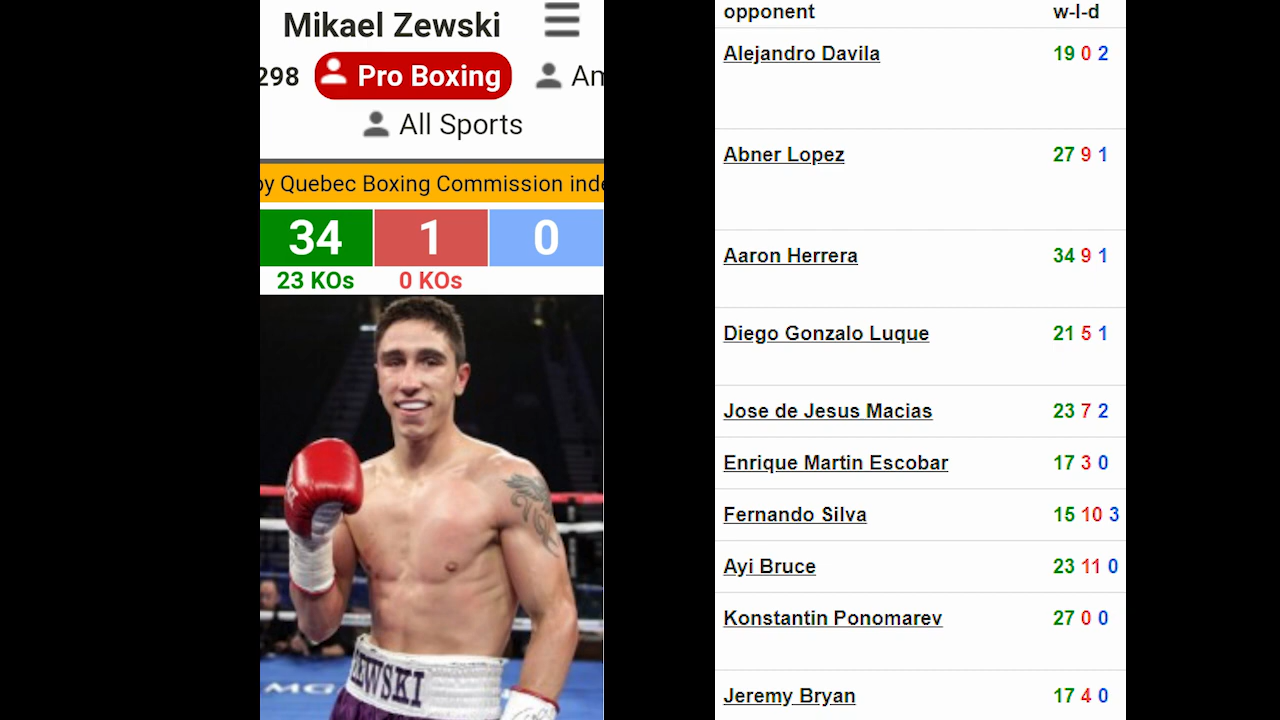 Mikael Zewski
298
Pro Boxing
An
All Sports
by Quebec Boxing Commission inde
34 1 0
23 KOs 0 KOs
ZEWSKI
MG
opponent w-l-d
Alejandro Davila 19 0 2
Abner Lopez 27 9 1
Aaron Herrera 34 9 1
Diego Gonzalo Luque 21 5 1
Jose de Jesus Macias 23 7 2
Enrique Martin Escobar 17 3 0
Fernando Silva 15 10 3
Ayi Bruce 23 11 0
Konstantin Ponomarev 27 0 0
Jeremy Bryan 17 4 0